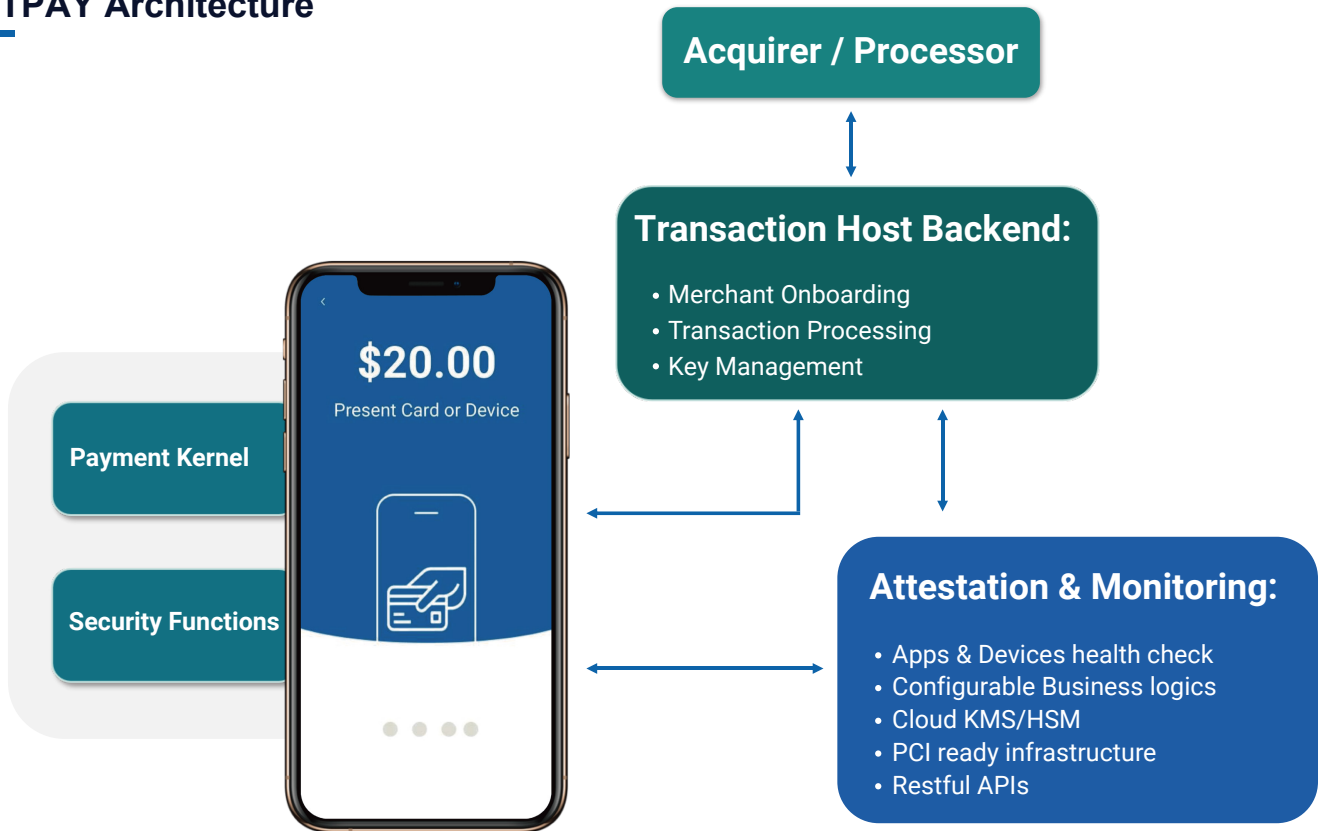 TPAY Architecture
Acquirer / Processor
Transaction Host Backend:
• Merchant Onboarding
• Transaction Processing
• Key Management
‹
$20.00
Present Card or Device
Payment Kernel
Security Functions
Attestation & Monitoring:
• Apps & Devices health check
• Configurable Business logics
• Cloud KMS/HSM
• PCI ready infrastructure
• Restful APIs